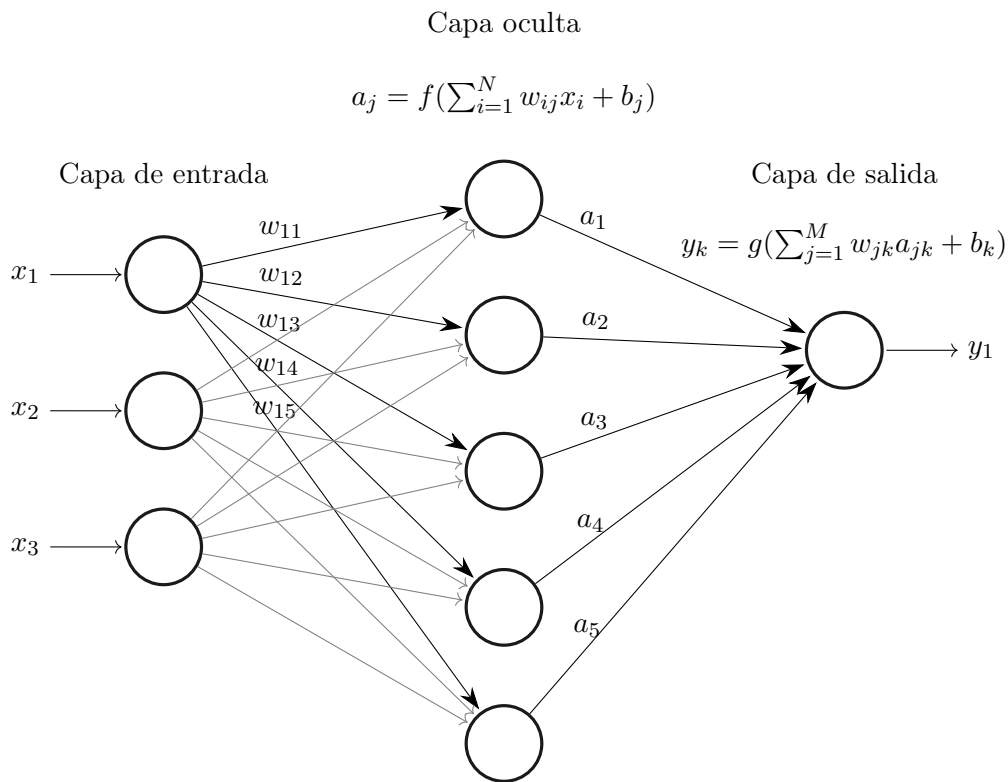 Capa oculta
a_j = f(∑_{i=1}^{N} w_{ij}x_i + b_j)
Capa de entrada
Capa de salida
y_k = g(∑_{j=1}^{M} w_{jk}a_{jk} + b_k)
x_1
x_2
x_3
w_{11}
w_{12}
w_{13}
w_{14}
w_{15}
a_1
a_2
a_3
a_4
a_5
y_1